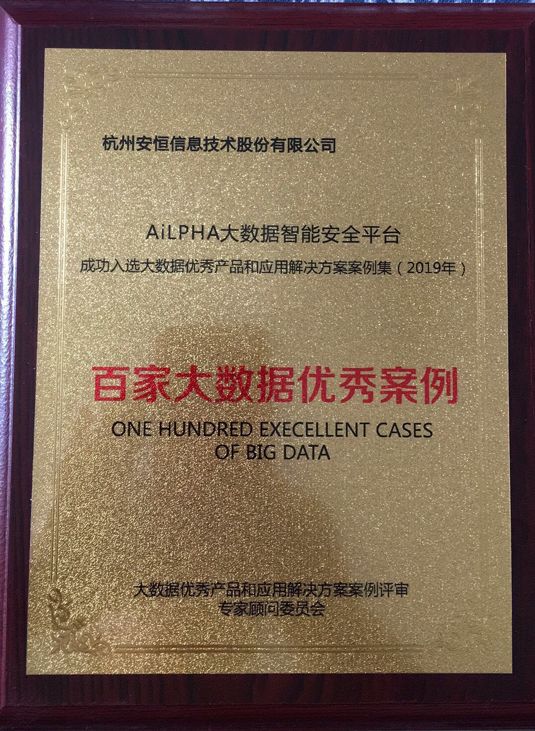 杭州安恒信息技术股份有限公司
AiLPHA大数据智能安全平台
成功入选大数据优秀产品和应用解决方案案例集（2019年）
百家大数据优秀案例
ONE HUNDRED EXECELLENT CASES
OF BIG DATA
大数据优秀产品和应用解决方案案例评审
专家顾问委员会